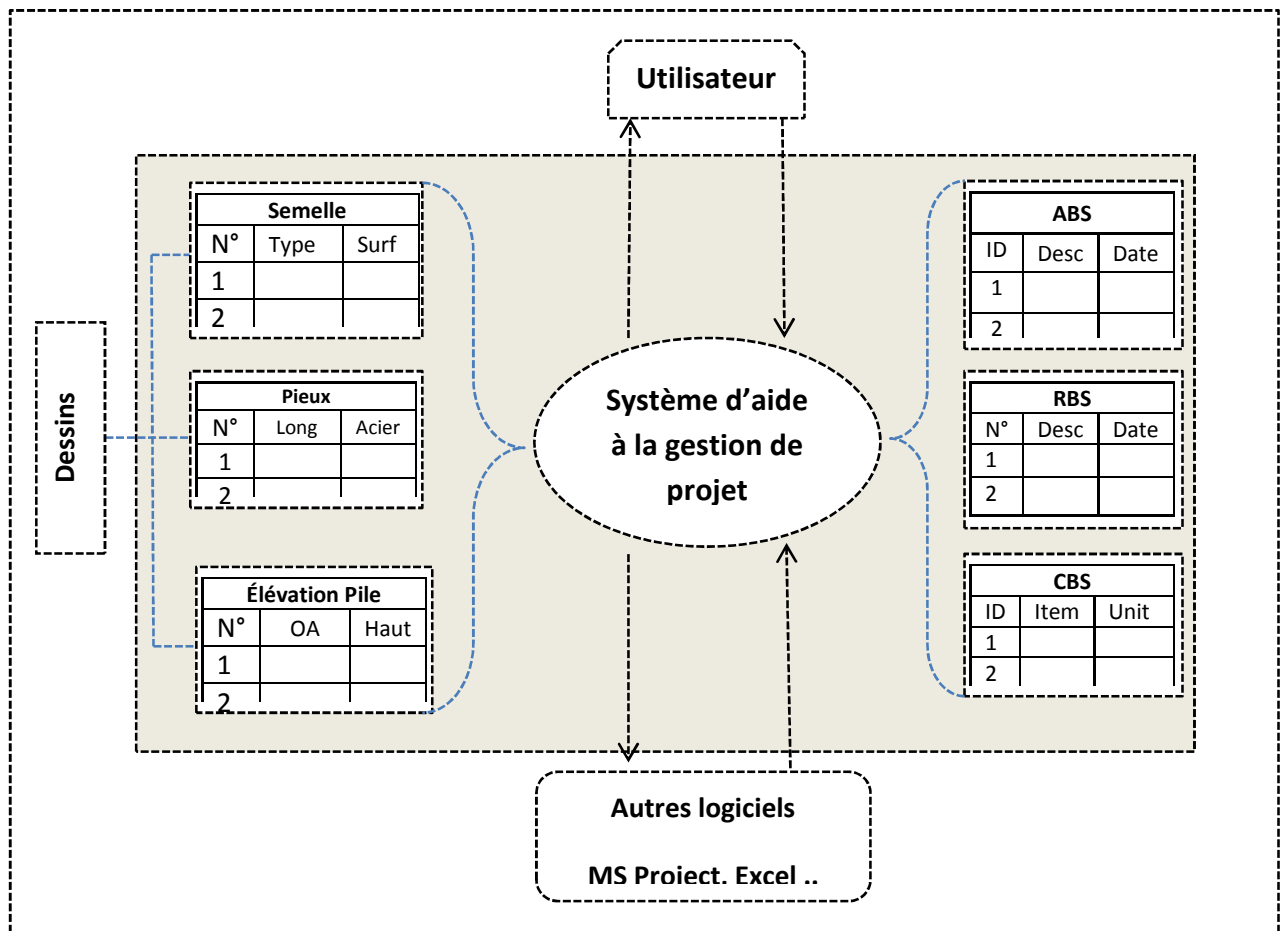 Utilisateur
Dessins
Semelle
N° Type Surf
1
2
Pieux
N° Long Acier
1
2
Élévation Pile
N° OA Haut
1
2
Système d’aide
à la gestion de
projet
ABS
ID Desc Date
1
2
RBS
N° Desc Date
1
2
CBS
ID Item Unit
1
2
Autres logiciels
MS Project. Excel ..